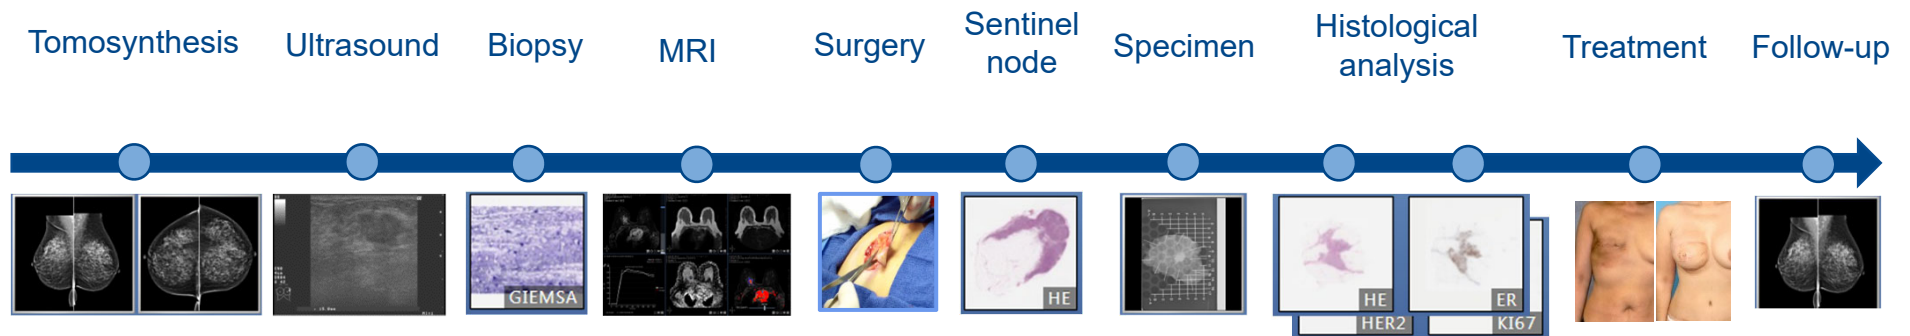 Tomosynthesis
Ultrasound
Biopsy
MRI
Surgery
Sentinel
node
Specimen
Histological
analysis
Treatment
Follow-up
GIEMSA
HE
HE
ER
HER2
KI67